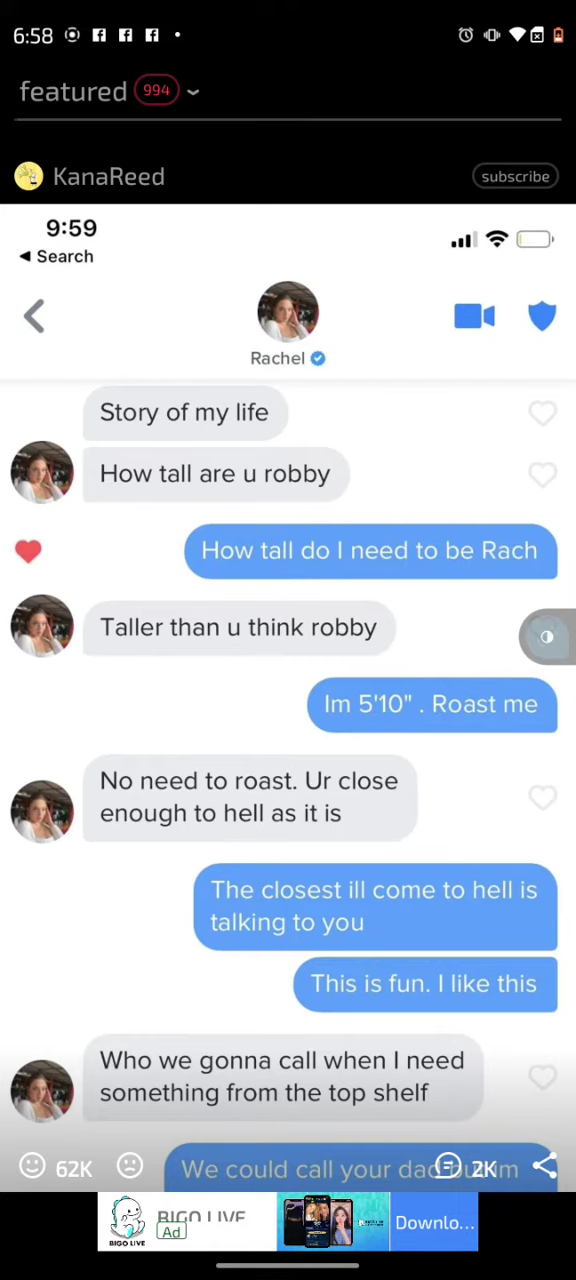 6:58
featured 994
KanaReed subscribe
9:59
Search
Rachel
Story of my life
How tall are u robby
How tall do I need to be Rach
Taller than u think robby
Im 5'10" . Roast me
No need to roast. Ur close
enough to hell as it is
The closest ill come to hell is
talking to you
This is fun. I like this
Who we gonna call when I need
something from the top shelf
We could call your dad but im
62K 2K
BIGO LIVE
BIGO LIVE
Ad
Downlo...